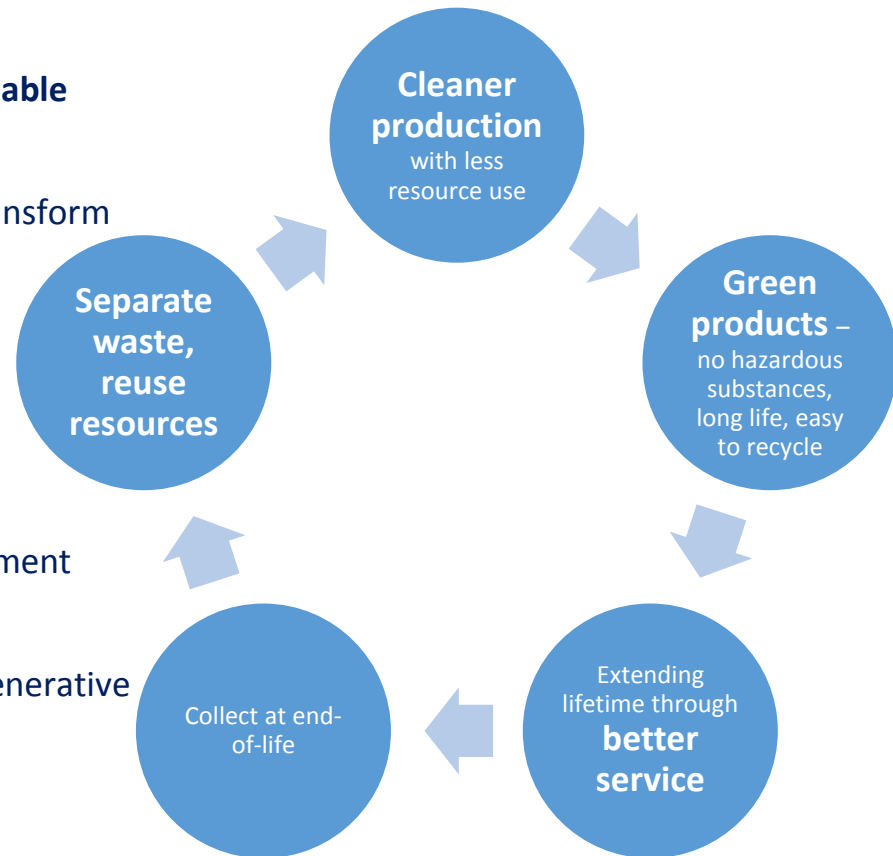 able
nsform
ment
enerative
Cleaner
production
with less
resource use
Green
products –
no hazardous
substances,
long life, easy
to recycle
Extending
lifetime through
better
service
Collect at end-
of-life
Separate
waste,
reuse
resources